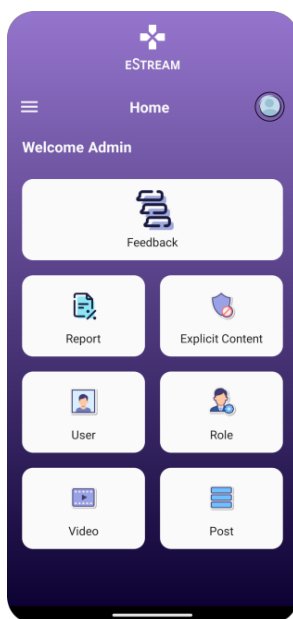 eSTREAM
Home
Welcome Admin
Feedback
Report
Explicit Content
User
Role
Video
Post